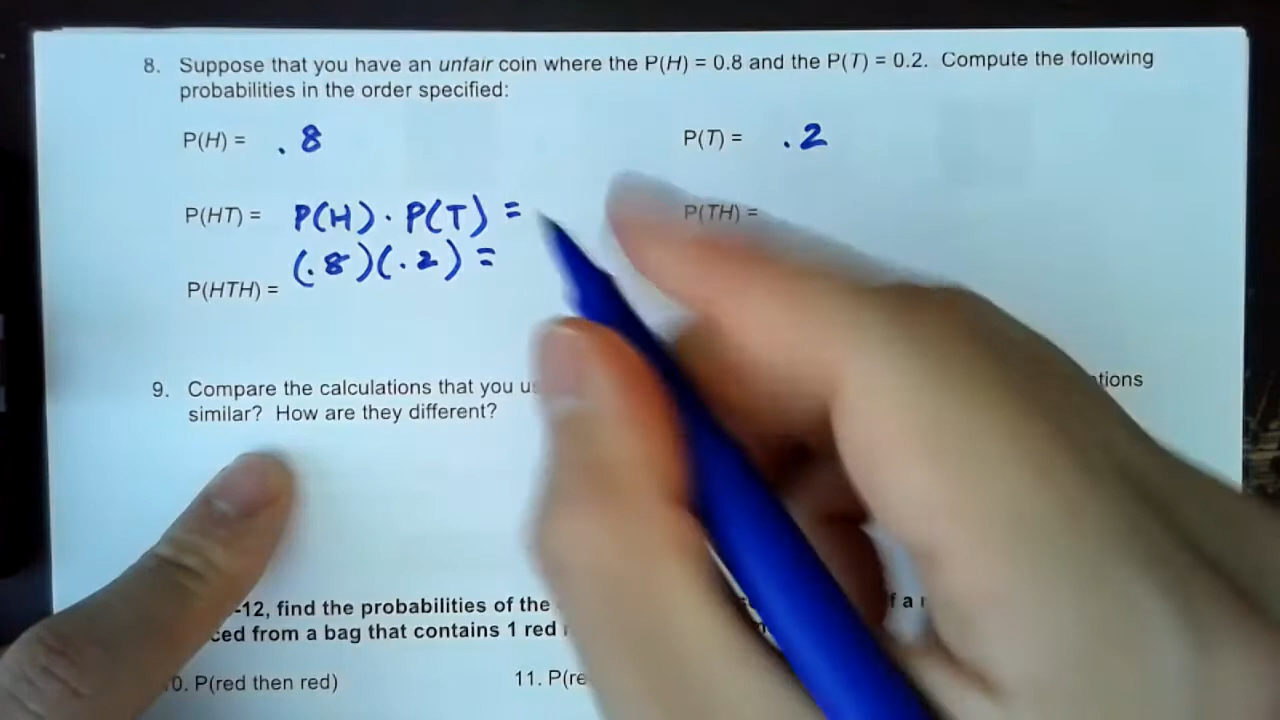 8. Suppose that you have an unfair coin where the P(H) = 0.8 and the P(T) = 0.2. Compute the following
probabilities in the order specified:
P(H) = .8
P(T) = .2
P(HT) = P(H) · P(T) =
(.8)(.2) =
P(TH) =
P(HTH) =
9. Compare the calculations that you
similar? How are they different?
-12, find the probabilities of the
from a bag that contains 1 red
0. P(red then red)
11.